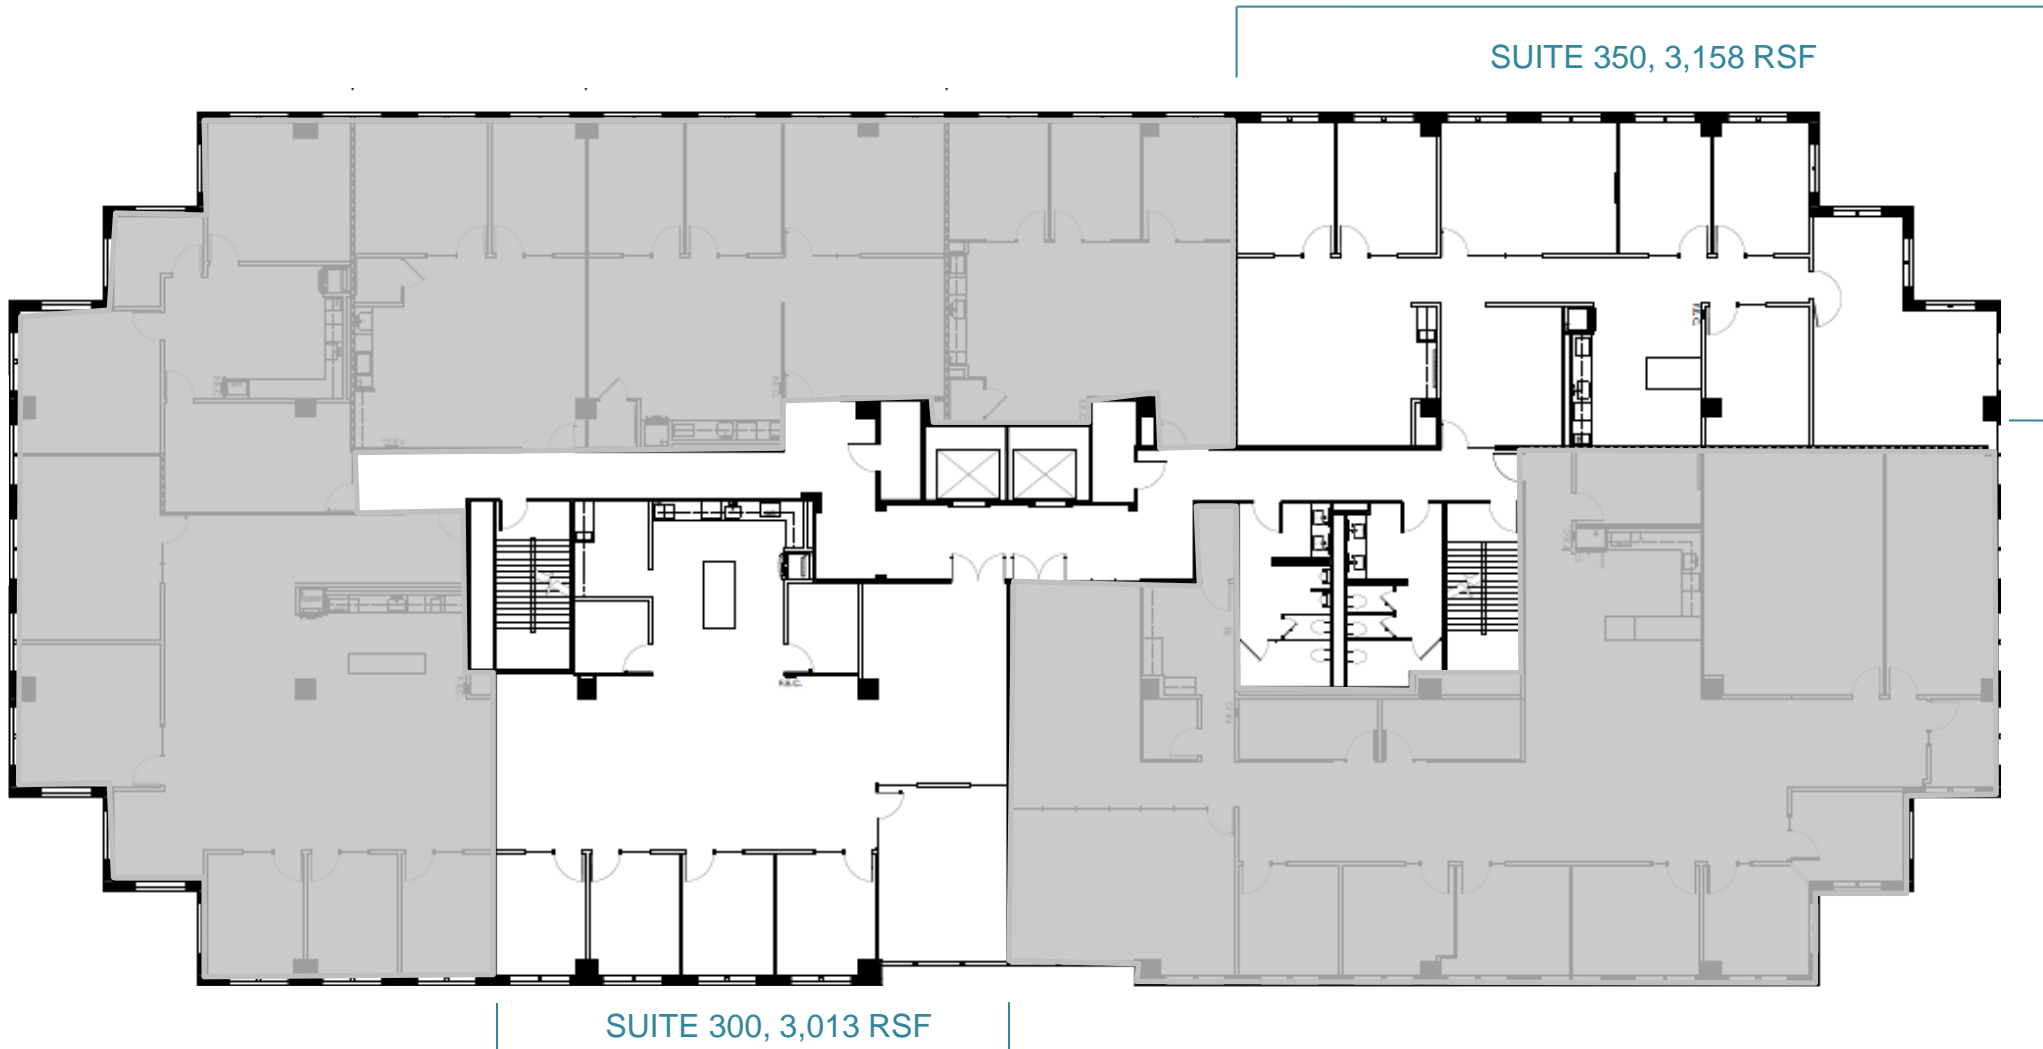 SUITE 350, 3,158 RSF
F.E.C.
SUITE 300, 3,013 RSF